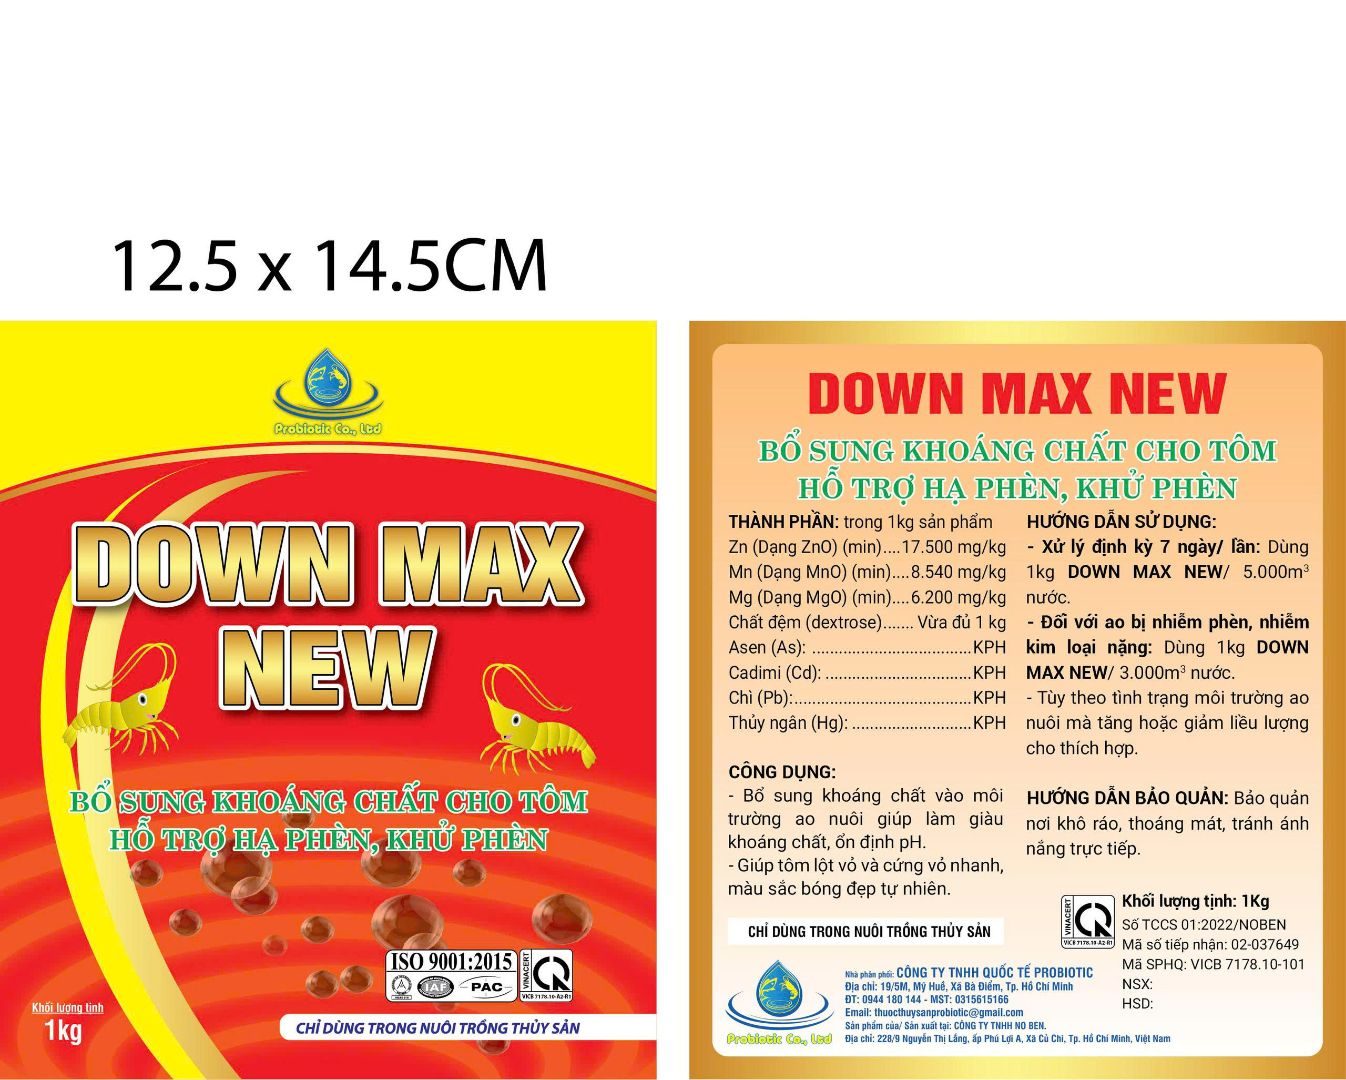 12.5 x 14.5CM
Probiotic Co., Ltd
DOWN MAX
NEW
BỔ SUNG KHOÁNG CHẤT CHO TÔM
HỖ TRỢ HẠ PHÈN, KHỬ PHÈN
ISO 9001:2015
IAF
PAC
VINACERT
VICB 7178.10-A2-R1
Khối lượng tịnh
1kg
CHỈ DÙNG TRONG NUÔI TRỒNG THỦY SẢN
DOWN MAX NEW
BỔ SUNG KHOÁNG CHẤT CHO TÔM
HỖ TRỢ HẠ PHÈN, KHỬ PHÈN
THÀNH PHẦN: trong 1kg sản phẩm
Zn (Dạng ZnO) (min)....17.500 mg/kg
Mn (Dạng MnO) (min)....8.540 mg/kg
Mg (Dạng MgO) (min)....6.200 mg/kg
Chất đệm (dextrose)....... Vừa đủ 1 kg
Asen (As): ....................................KPH
Cadimi (Cd): .................................KPH
Chì (Pb):........................................KPH
Thủy ngân (Hg): ...........................KPH
CÔNG DỤNG:
- Bổ sung khoáng chất vào môi
trường ao nuôi giúp làm giàu
khoáng chất, ổn định pH.
- Giúp tôm lột vỏ và cứng vỏ nhanh,
màu sắc bóng đẹp tự nhiên.
CHỈ DÙNG TRONG NUÔI TRỒNG THỦY SẢN
HƯỚNG DẪN SỬ DỤNG:
- Xử lý định kỳ 7 ngày/ lần: Dùng
1kg DOWN MAX NEW/ 5.000m³
nước.
- Đối với ao bị nhiễm phèn, nhiễm
kim loại nặng: Dùng 1kg DOWN
MAX NEW/ 3.000m³ nước.
- Tùy theo tình trạng môi trường ao
nuôi mà tăng hoặc giảm liều lượng
cho thích hợp.
HƯỚNG DẪN BẢO QUẢN: Bảo quản
nơi khô ráo, thoáng mát, tránh ánh
nắng trực tiếp.
VINACERT
VICB 7178.10-A2-R1
Khối lượng tịnh: 1Kg
Số TCCS 01:2022/NOBEN
Mã số tiếp nhận: 02-037649
Mã SPHQ: VICB 7178.10-101
NSX:
HSD:
Probiotic Co., Ltd
Nhà phân phối: CÔNG TY TNHH QUỐC TẾ PROBIOTIC
Địa chỉ: 19/5M, Mỹ Huề, Xã Bà Điểm, Tp. Hồ Chí Minh
ĐT: 0944 180 144 - MST: 0315615166
Email: thuocthuysanprobiotic@gmail.com
Sản phẩm của/ Sản xuất tại: CÔNG TY TNHH NO BEN.
Địa chỉ: 228/9 Nguyễn Thị Lắng, ấp Phú Lợi A, Xã Củ Chi, Tp. Hồ Chí Minh, Việt Nam